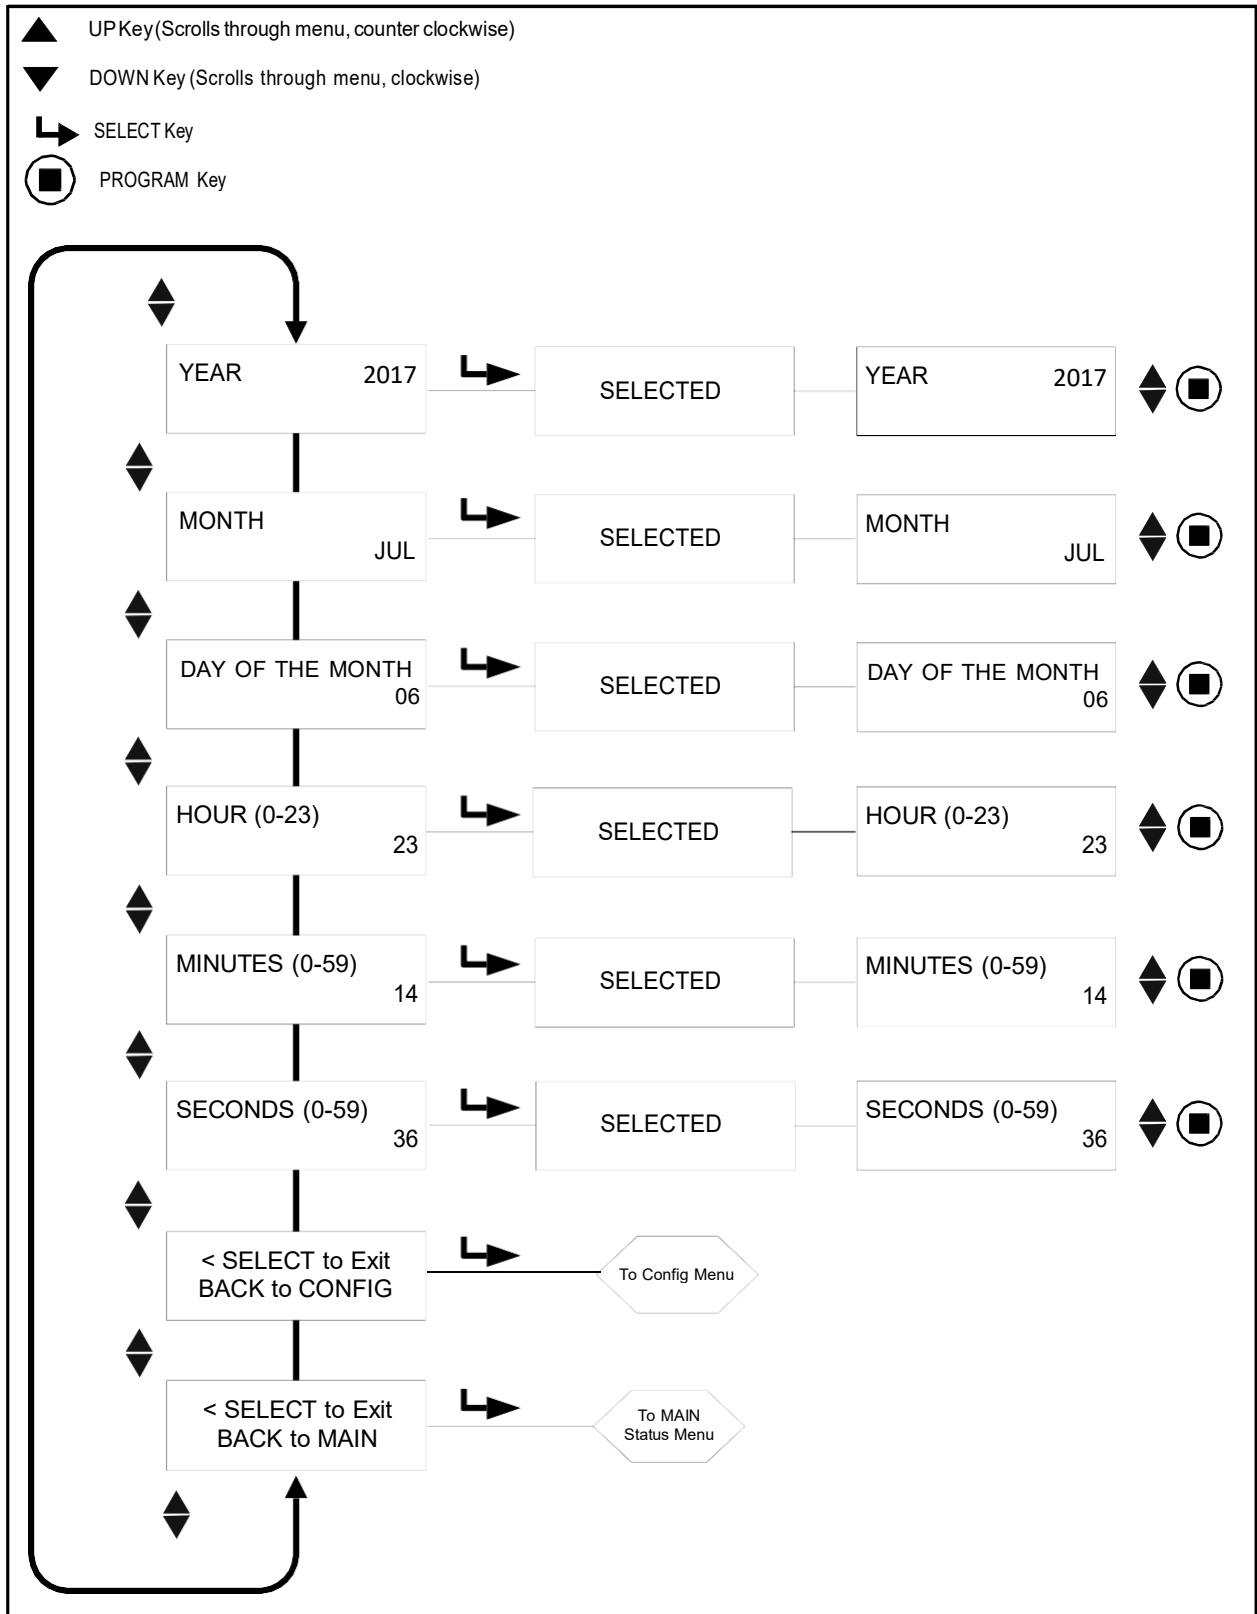 UP Key (Scrolls through menu, counter clockwise)
DOWN Key (Scrolls through menu, clockwise)
SELECT Key
PROGRAM Key
YEAR 2017
SELECTED
YEAR 2017
MONTH
JUL
SELECTED
MONTH
JUL
DAY OF THE MONTH
06
SELECTED
DAY OF THE MONTH
06
HOUR (0-23)
23
SELECTED
HOUR (0-23)
23
MINUTES (0-59)
14
SELECTED
MINUTES (0-59)
14
SECONDS (0-59)
36
SELECTED
SECONDS (0-59)
36
< SELECT to Exit
BACK to CONFIG
To Config Menu
< SELECT to Exit
BACK to MAIN
To MAIN
Status Menu